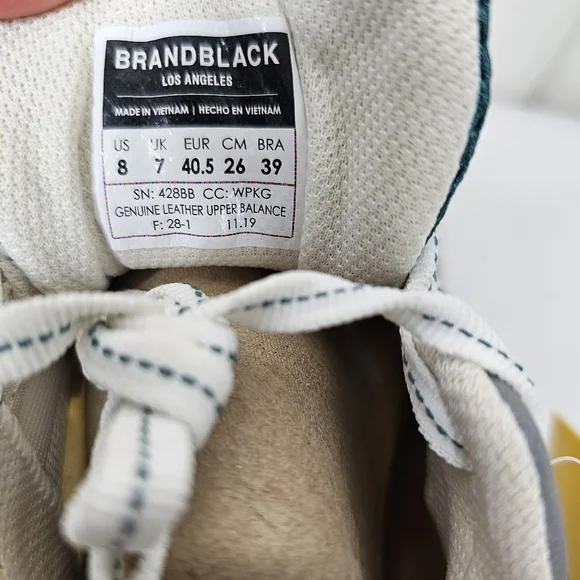 BRANDBLACK
LOS ANGELES
MADE IN VIETNAM | HECHO EN VIETNAM
US UK EUR CM BRA
8 7 40.5 26 39
SN: 428BB CC: WPKG
GENUINE LEATHER UPPER BALANCE
F: 28-1 11.19